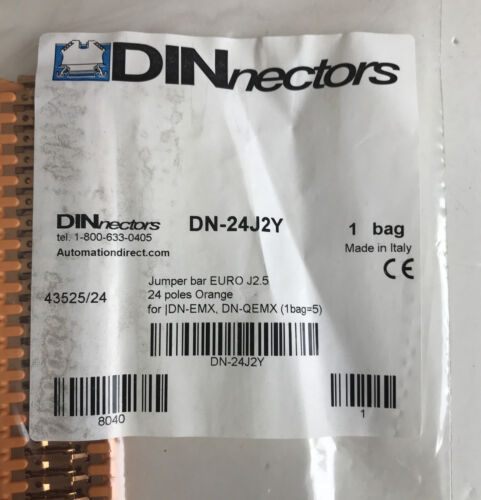 DINnectors
DINnectors DN-24J2Y 1 bag
tel. 1-800-633-0405 Made in Italy
Automationdirect.com
CE
Jumper bar EURO J2.5
43525/24 24 poles Orange
for |DN-EMX, DN-QEMX (1bag=5)
DN-24J2Y
8040 1